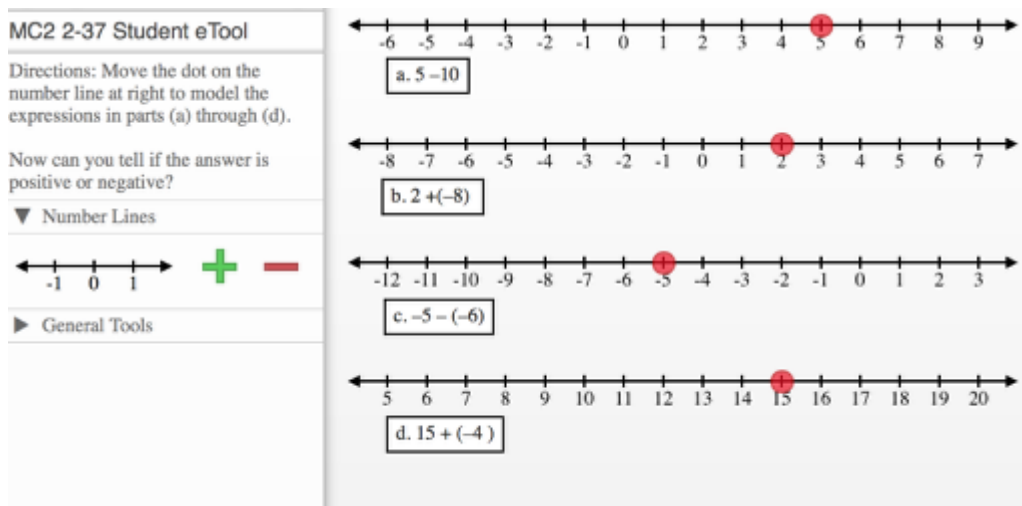 MC2 2-37 Student eTool
Directions: Move the dot on the
number line at right to model the
expressions in parts (a) through (d).
Now can you tell if the answer is
positive or negative?
▼ Number Lines
-1 0 1
▶ General Tools
-6 -5 -4 -3 -2 -1 0 1 2 3 4 5 6 7 8 9
a. 5 –10
-8 -7 -6 -5 -4 -3 -2 -1 0 1 2 3 4 5 6 7
b. 2 +(–8)
-12 -11 -10 -9 -8 -7 -6 -5 -4 -3 -2 -1 0 1 2 3
c. –5 – (–6)
5 6 7 8 9 10 11 12 13 14 15 16 17 18 19 20
d. 15 + (–4 )